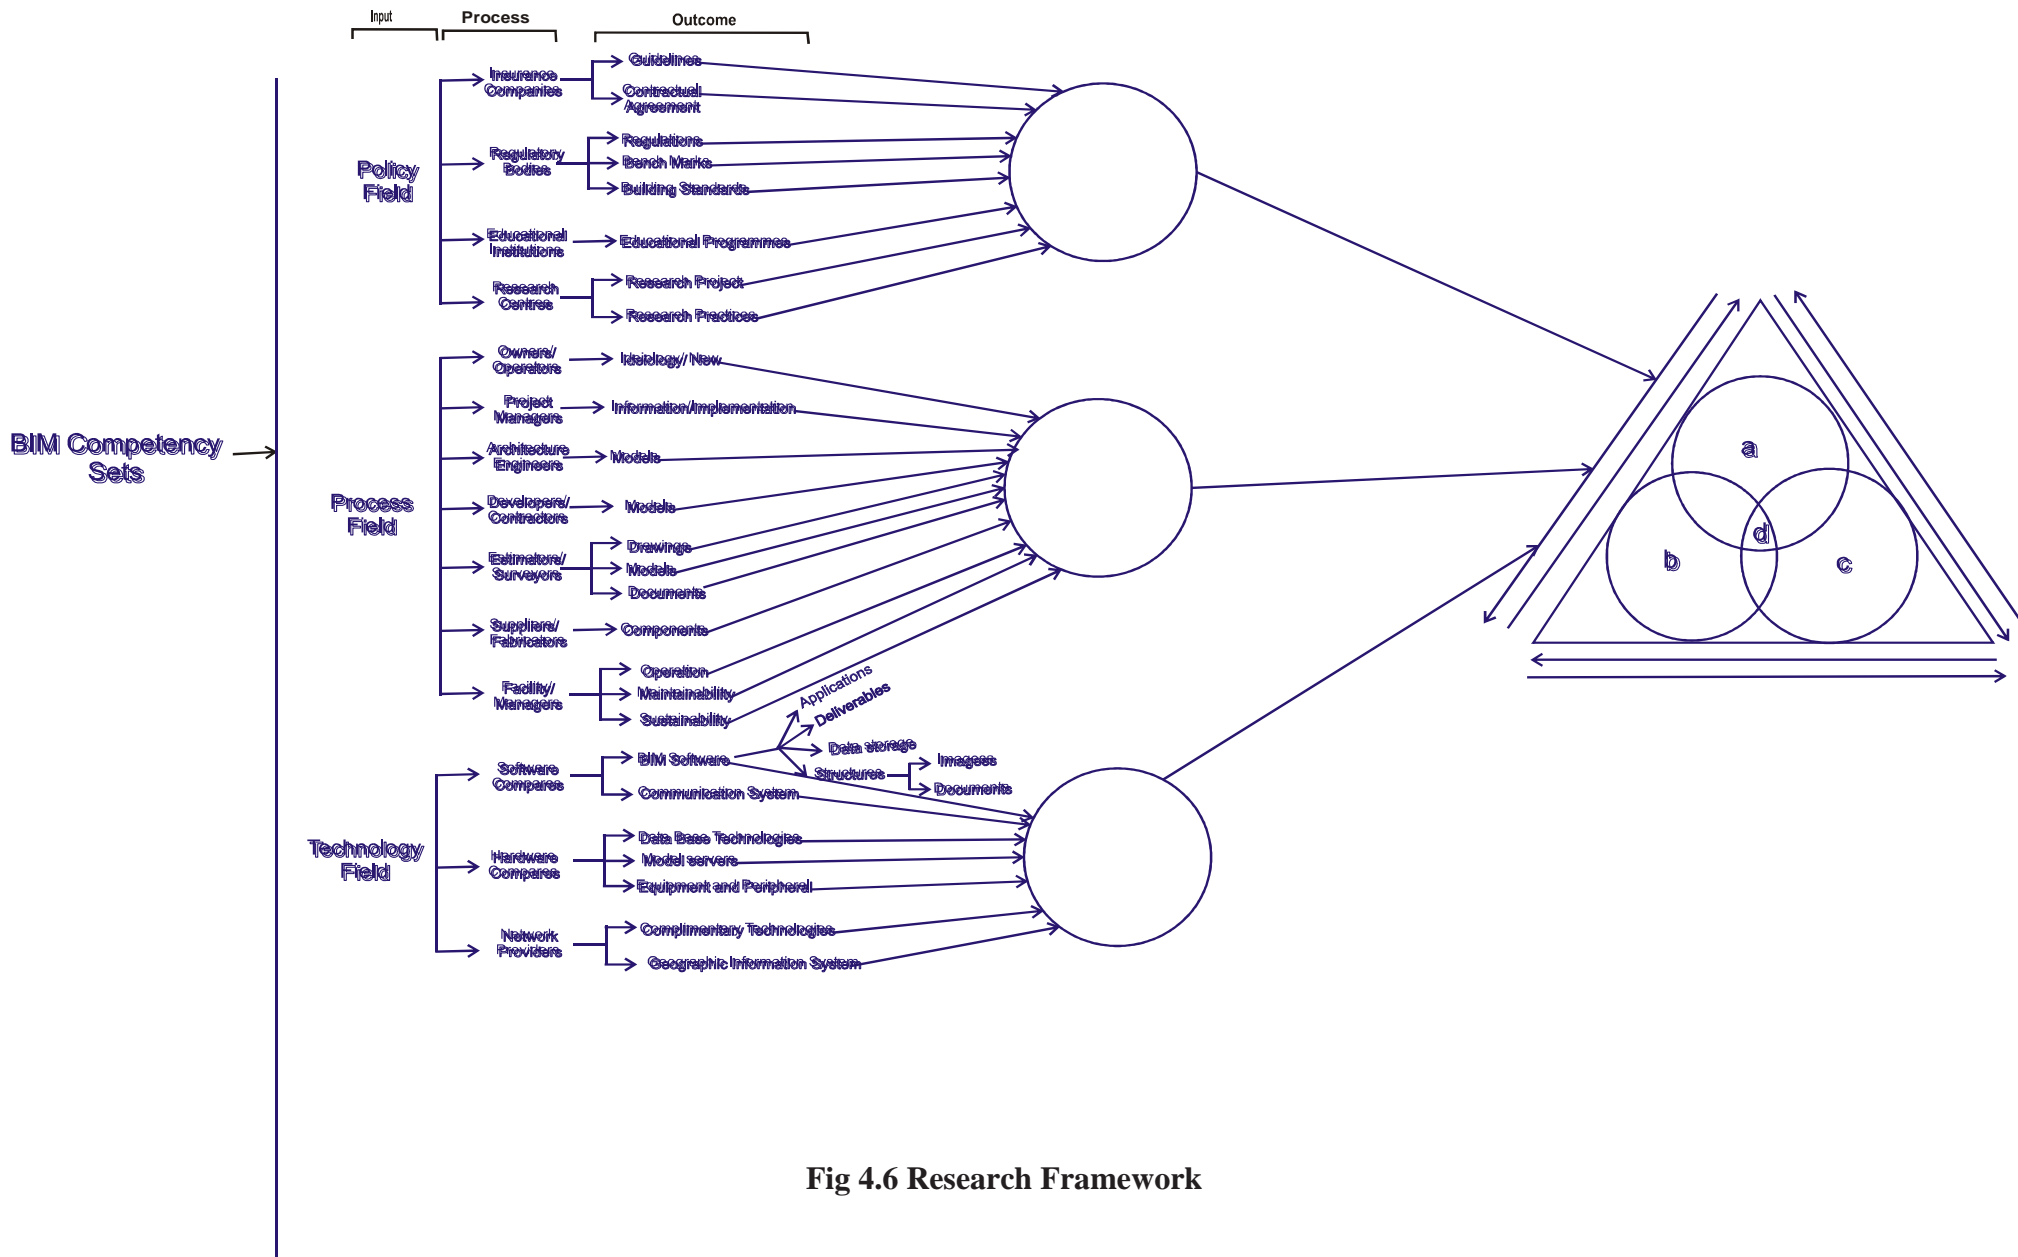 Input
Process
Outcome
Guidelines
Insurance
Companies
Contractual
Agreement
Regulations
Regulatory
Bodies
Bench Marks
Building Standards
Policy
Field
Educational
Institutions
Educational Programmes
Research
Centres
Research Project
Research Practices
Owners/
Operators
Ideiology/ New
Project
Managers
Information/Implementation
BIM Competency
Sets
Architecture
Engineers
Models
Process
Field
Developers/
Contractors
Models
Estimators/
Surveyors
Drawings
Models
Documents
Suppliers/
Fabricators
Components
Facility/
Managers
Operation
Maintainability
Sustainability
Applications
Deliverables
Data storage
Structures
Imagees
Documents
Software
Compares
BIM Software
Communication System
Technology
Field
Hardware
Compares
Data Base Technologies
Model servers
Equipment and Peripheral
Network
Providers
Complimentary Technologies
Geographic Information System
a
d
b
c
Fig 4.6 Research Framework